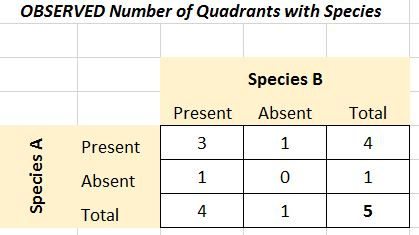 OBSERVED Number of Quadrants with Species
Species B
Present Absent Total
Species A
Present 3 1 4
Absent 1 0 1
Total 4 1 5